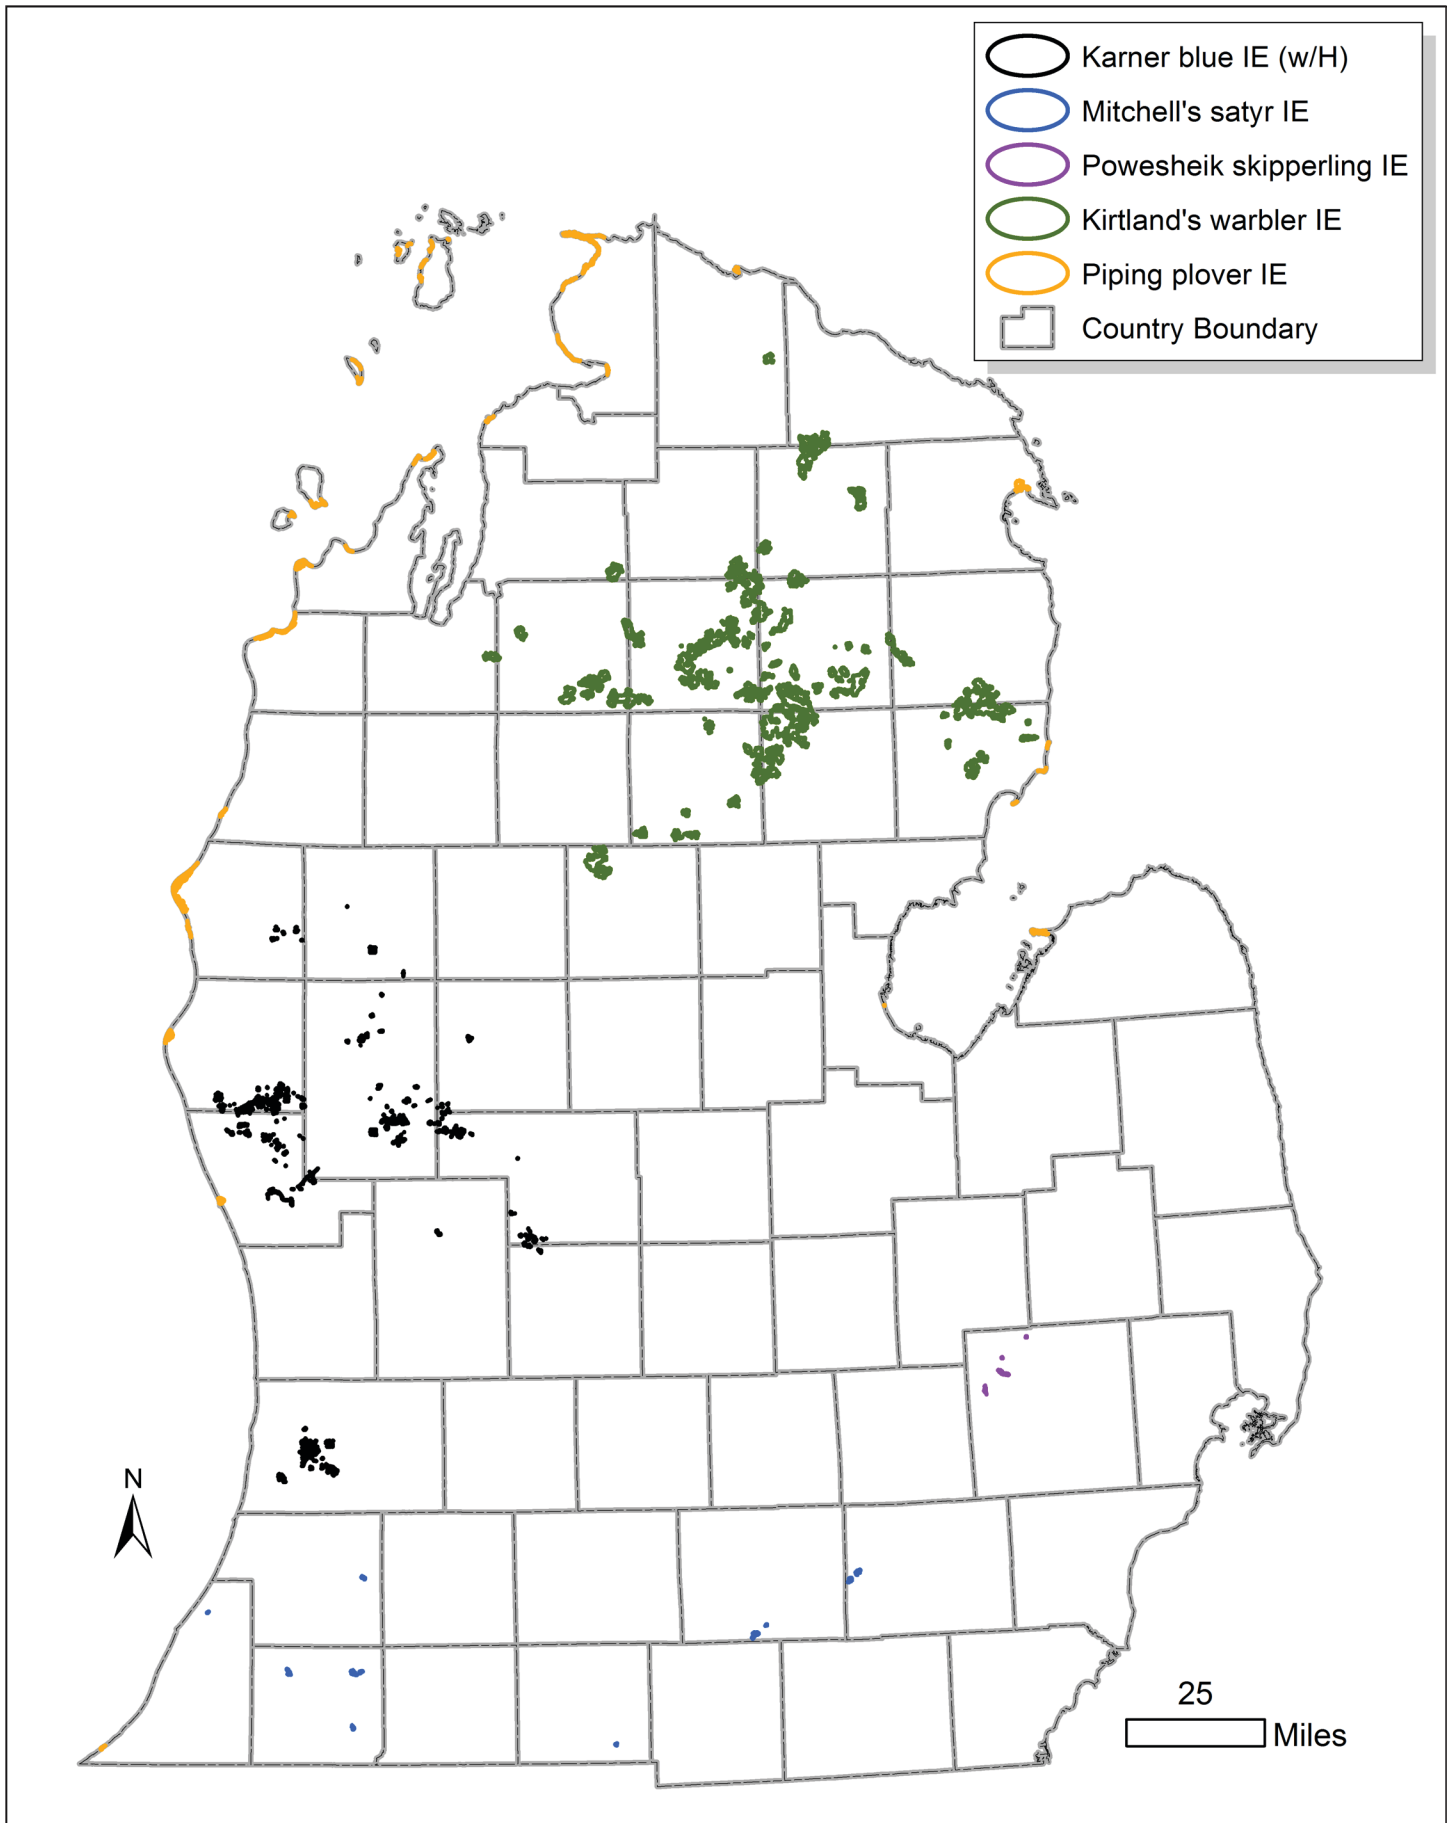 Karner blue IE (w/H)
Mitchell's satyr IE
Powesheik skipperling IE
Kirtland's warbler IE
Piping plover IE
Country Boundary
N
25
Miles